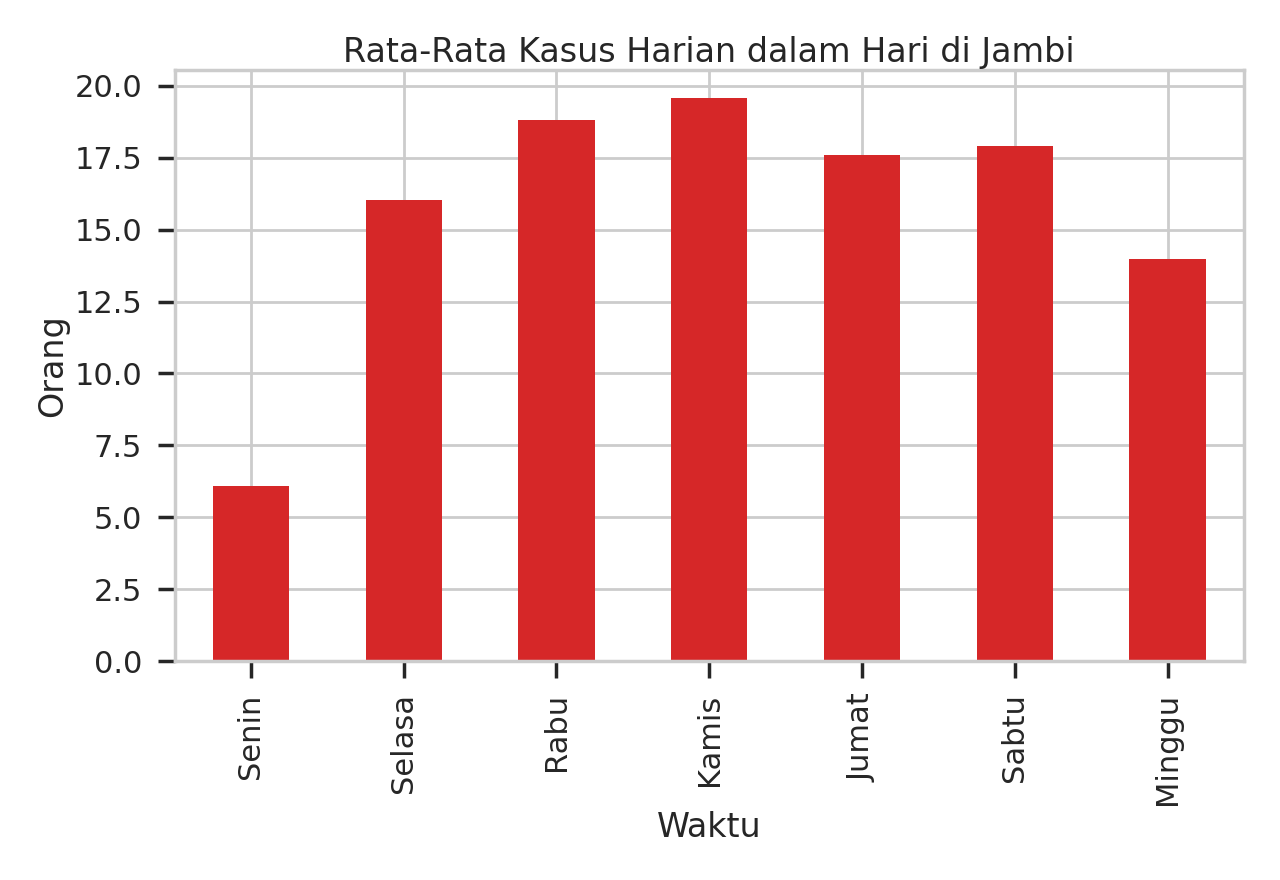 Rata-Rata Kasus Harian dalam Hari di Jambi
20.0
17.5
15.0
12.5
10.0
7.5
5.0
2.5
0.0
Orang
Senin
Selasa
Rabu
Kamis
Jumat
Sabtu
Minggu
Waktu